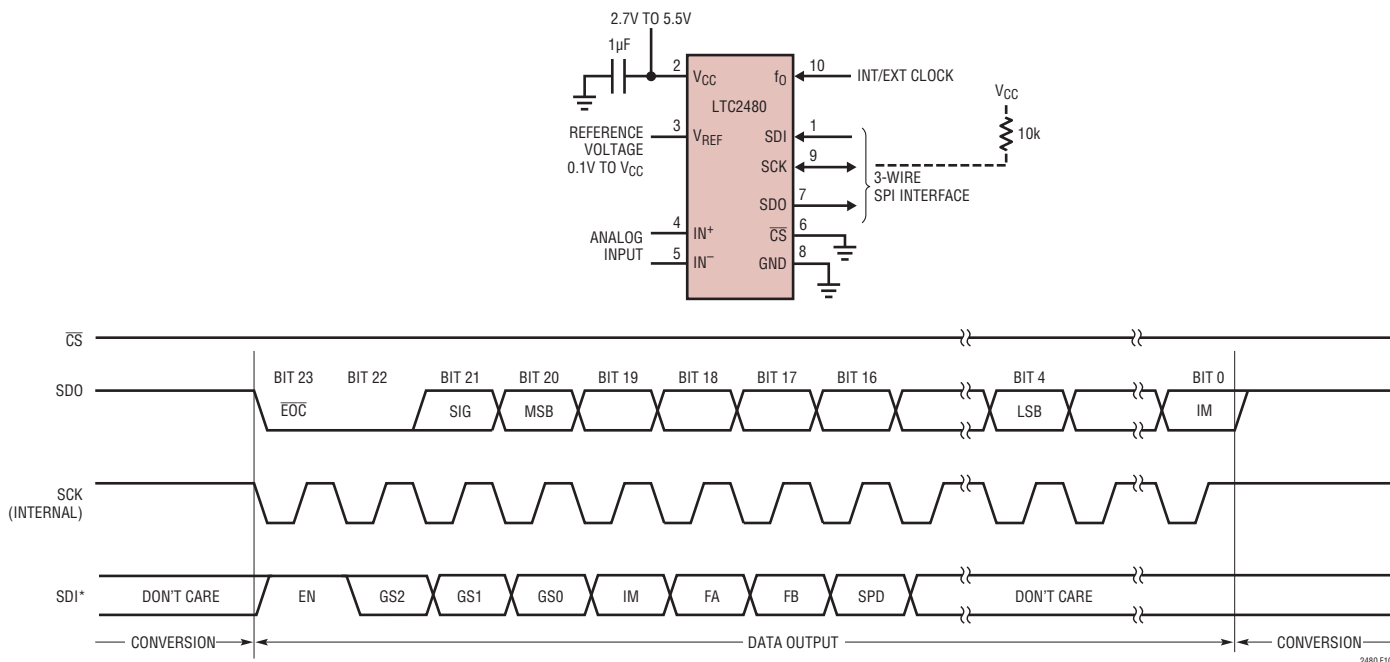 2.7V TO 5.5V
1µF
2
VCC
fO
10
INT/EXT CLOCK
LTC2480
VCC
10k
REFERENCE
VOLTAGE
0.1V TO VCC
3
VREF
SDI
1
SCK
9
3-WIRE
SPI INTERFACE
SDO
7
ANALOG
INPUT
4
IN+
5
IN−
CS
6
GND
8
CS
SDO
BIT 23
BIT 22
BIT 21
BIT 20
BIT 19
BIT 18
BIT 17
BIT 16
BIT 4
BIT 0
EOC
SIG
MSB
LSB
IM
SCK
(INTERNAL)
SDI*
DON'T CARE
EN
GS2
GS1
GS0
IM
FA
FB
SPD
DON'T CARE
CONVERSION
DATA OUTPUT
CONVERSION
2480 F10